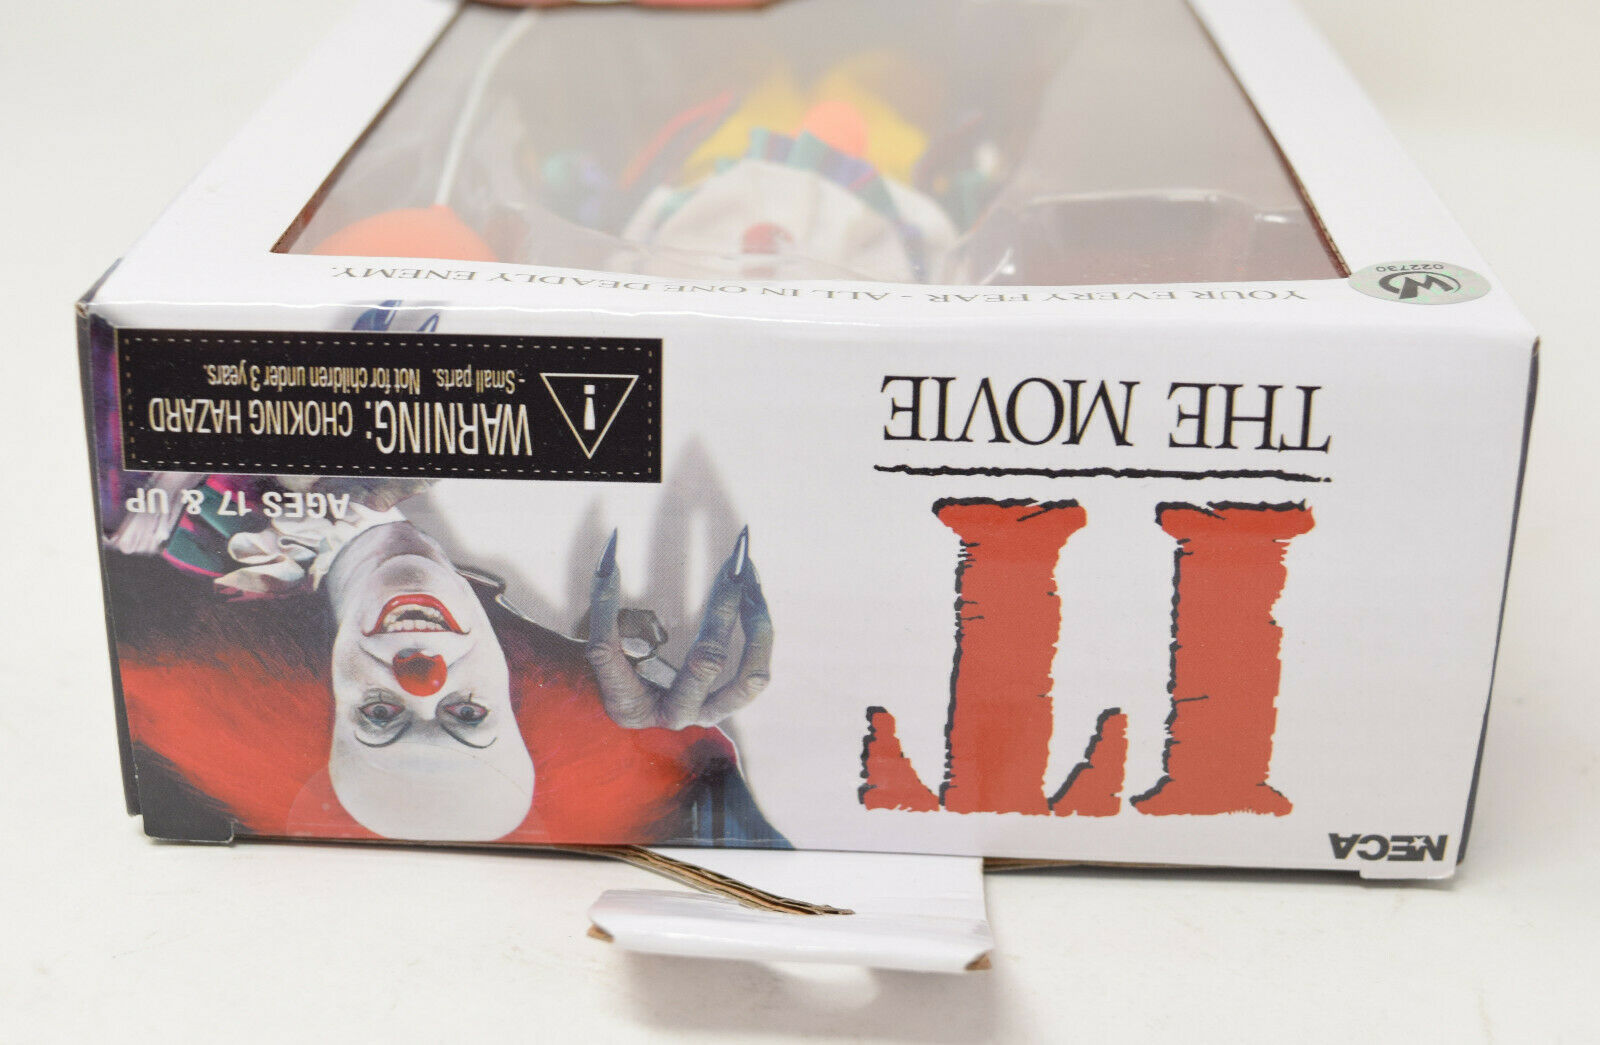 YOUR EVERY FEAR - ALL IN ONE DEADLY ENEMY.
022730
NECA
IT
THE MOVIE
AGES 17 & UP
WARNING: CHOKING HAZARD
- Small parts. Not for children under 3 years.